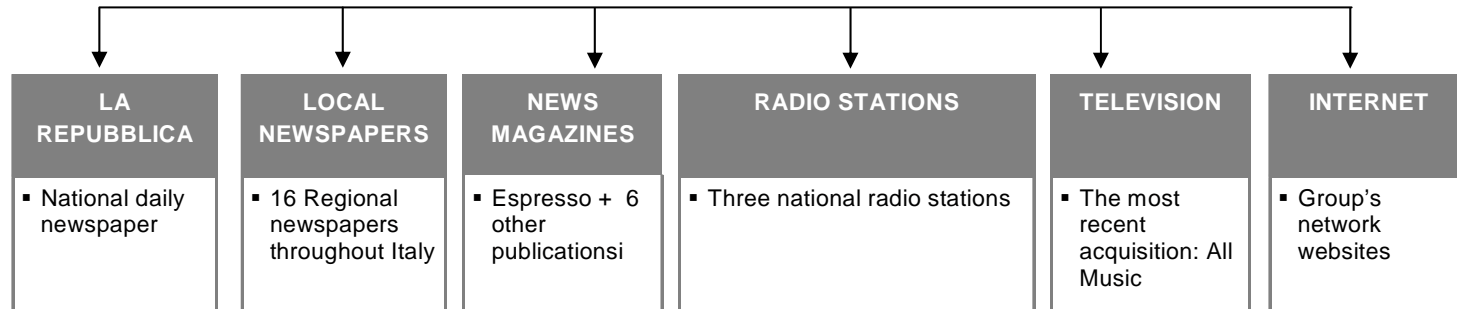 LA
REPUBBLICA
LOCAL
NEWSPAPERS
NEWS
MAGAZINES
RADIO STATIONS
TELEVISION
INTERNET
▪ National daily
newspaper
▪ 16 Regional
newspapers
throughout Italy
▪ Espresso + 6
other
publicationsi
▪ Three national radio stations
▪ The most
recent
acquisition: All
Music
▪ Group's
network
websites